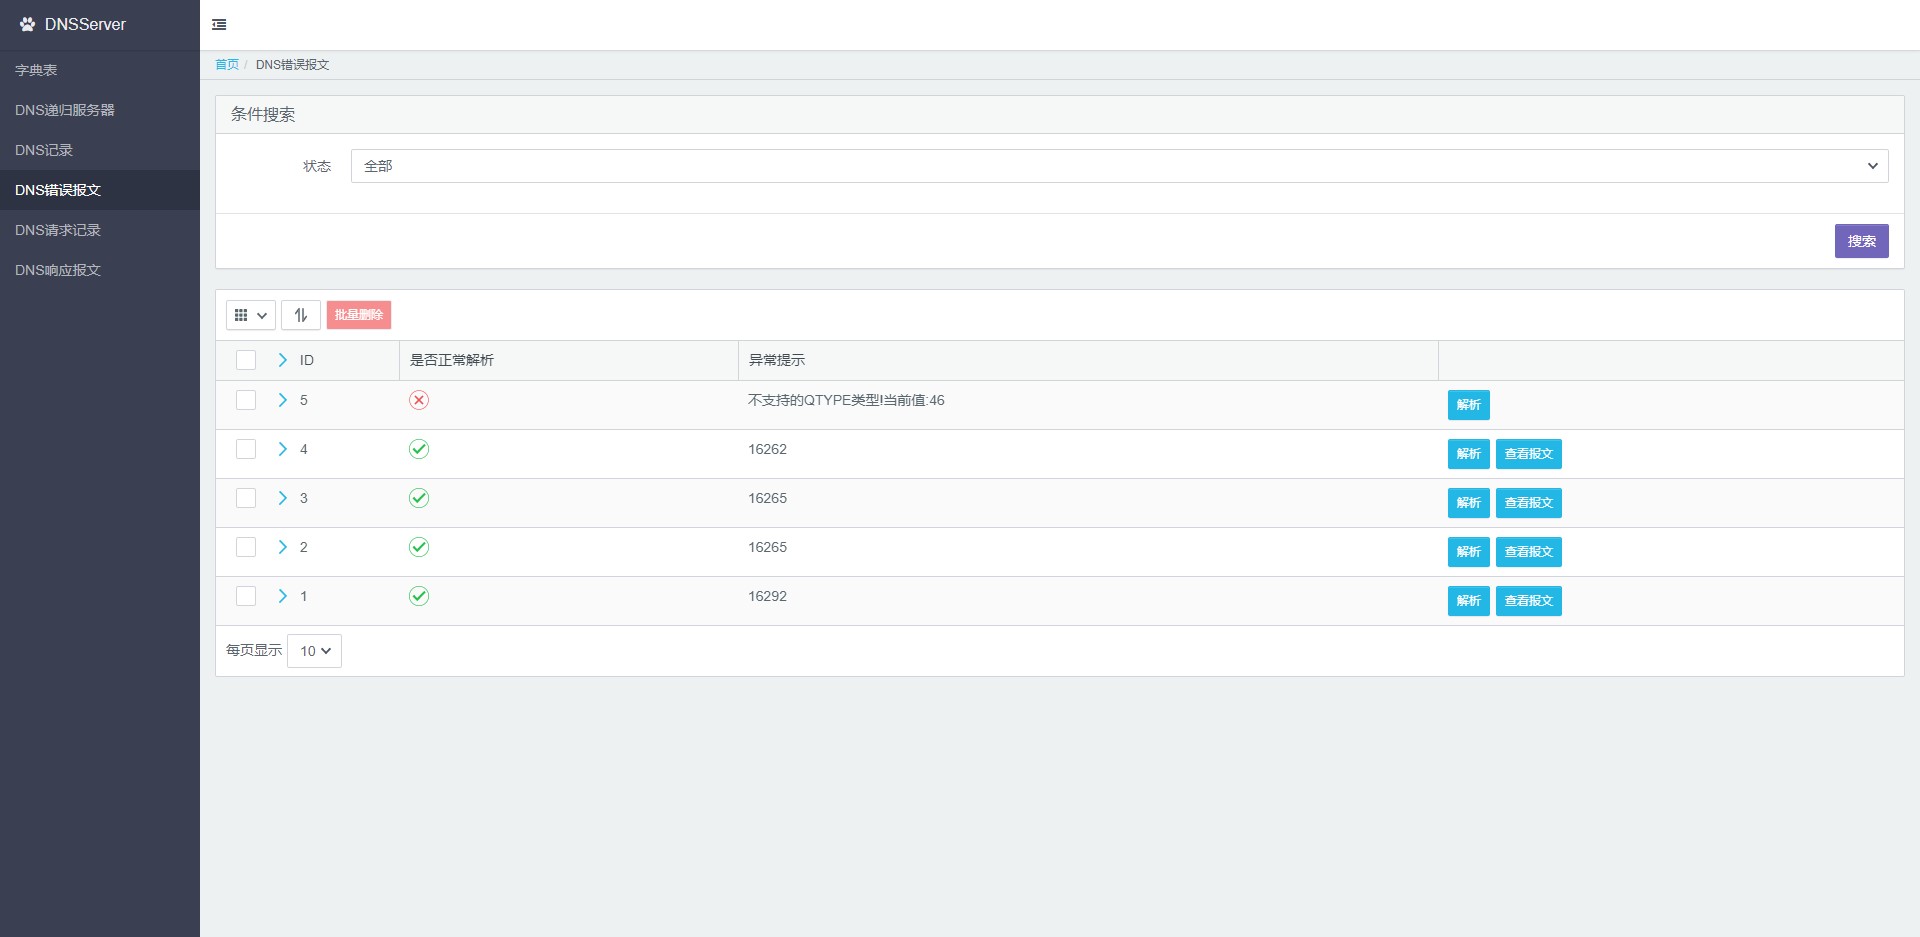 DNSServer
字典表
DNS递归服务器
DNS记录
DNS错误报文
DNS请求记录
DNS响应报文
首页 / DNS错误报文
条件搜索
状态 全部
搜索
批量删除
ID 是否正常解析 异常提示
5 不支持的QTYPE类型!当前值:46 解析
4 16262 解析 查看报文
3 16265 解析 查看报文
2 16265 解析 查看报文
1 16292 解析 查看报文
每页显示 10